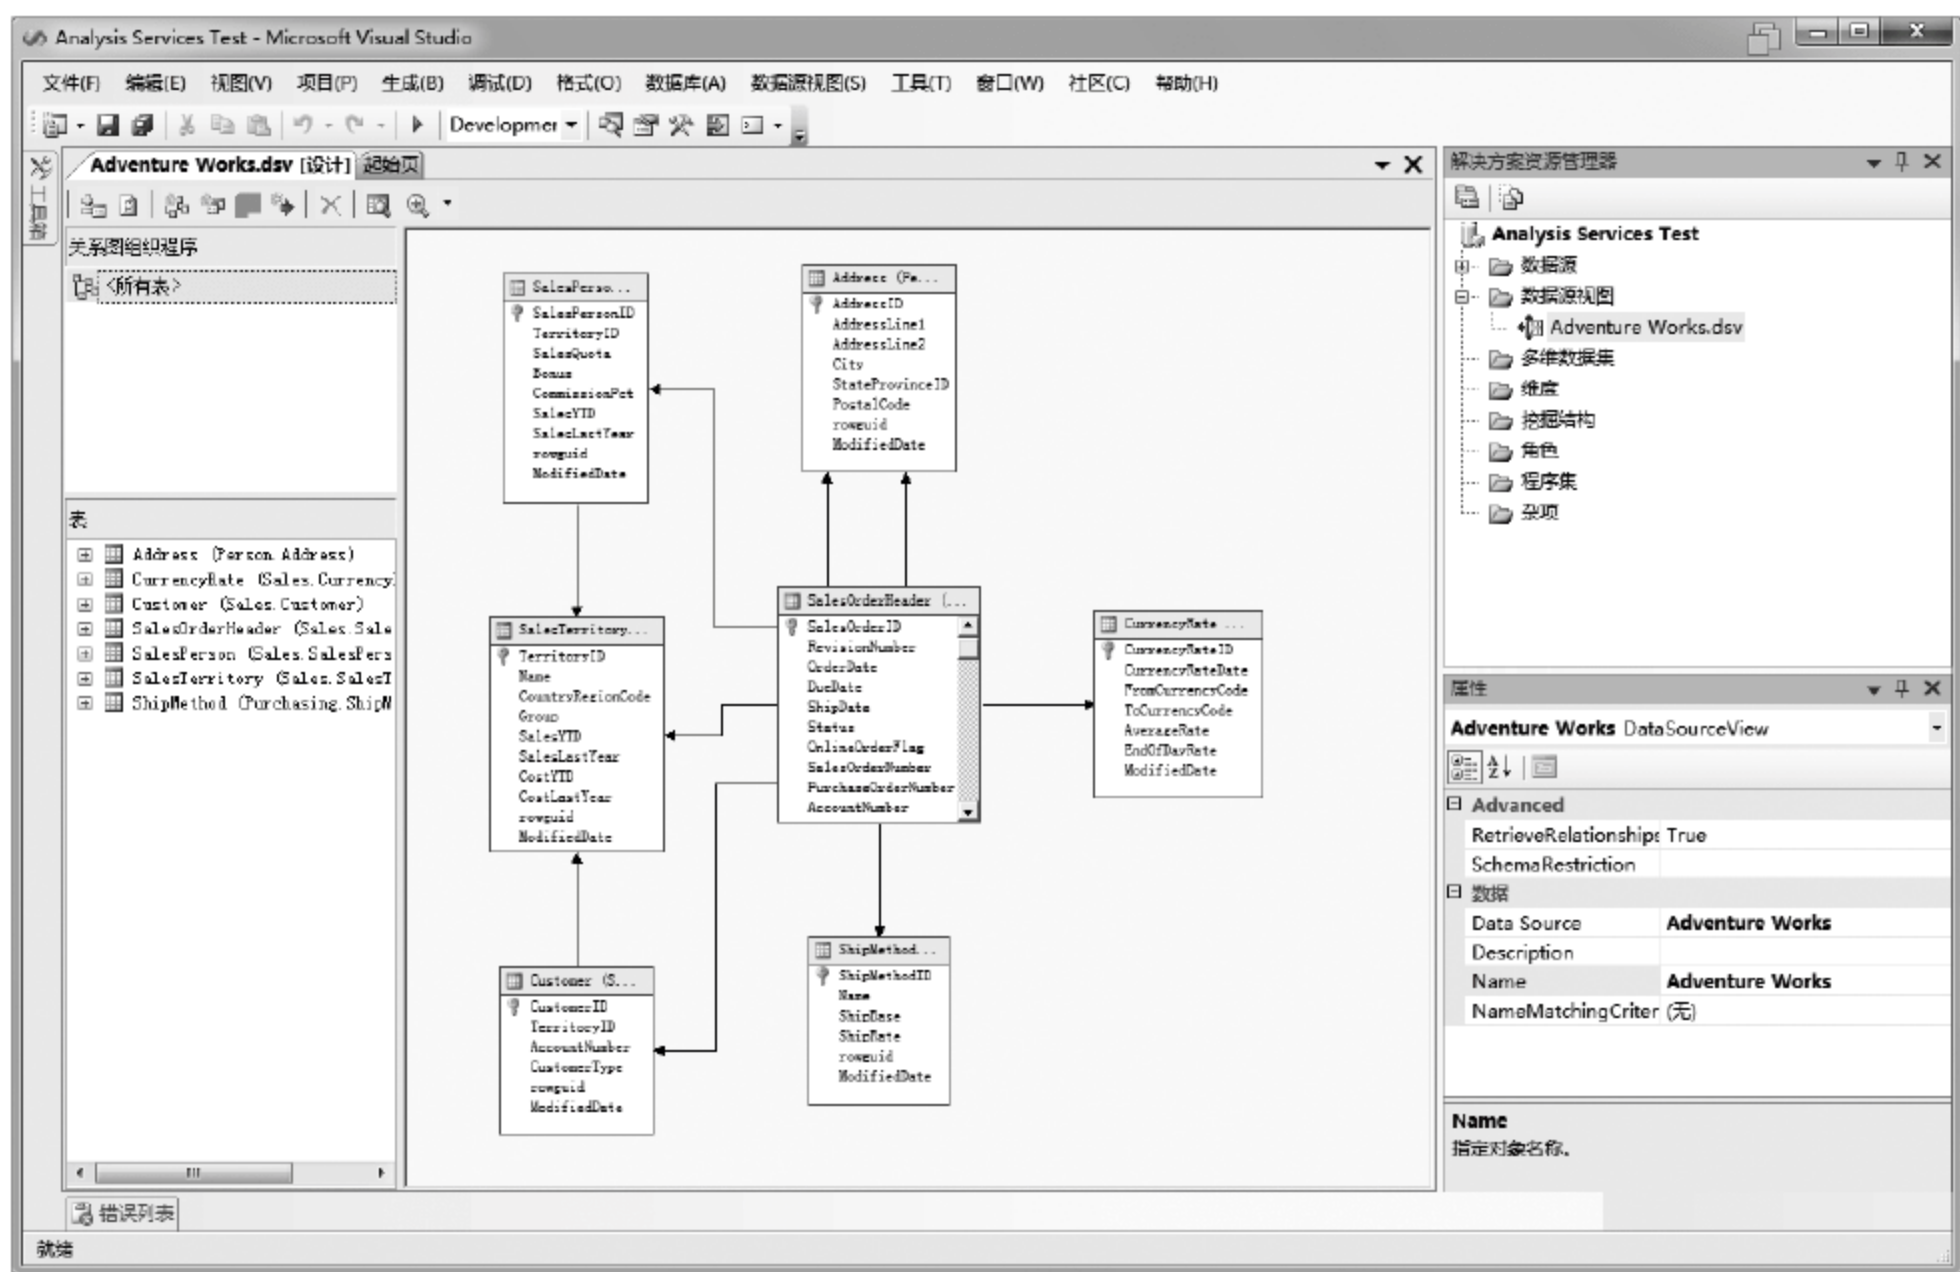 Analysis Services Test - Microsoft Visual Studio
文件(F) 编辑(E) 视图(V) 项目(P) 生成(B) 调试(D) 格式(O) 数据库(A) 数据源视图(S) 工具(T) 窗口(W) 社区(C) 帮助(H)
Developmer
工具箱
Adventure Works.dsv [设计] 起始页
关系图组织程序
<所有表>
表
Address (Person.Address)
CurrencyRate (Sales.Currency
Customer (Sales.Customer)
SalesOrderHeader (Sales.Sale
SalesPerson (Sales.SalesPers
SalesTerritory (Sales.SalesT
ShipMethod (Purchasing.ShipM
SalesPerso...
SalesPersonID
TerritoryID
SalesQuota
Bonus
CommissionPct
SalesYTD
SalesLastYear
rowguid
ModifiedDate
Address (Pe...
AddressID
AddressLine1
AddressLine2
City
StateProvinceID
PostalCode
rowguid
ModifiedDate
SalesTerritory...
TerritoryID
Name
CountryRegionCode
Group
SalesYTD
SalesLastYear
CostYTD
CostLastYear
rowguid
ModifiedDate
SalesOrderHeader (...
SalesOrderID
RevisionNumber
OrderDate
DueDate
ShipDate
Status
OnlineOrderFlag
SalesOrderNumber
PurchaseOrderNumber
AccountNumber
CurrencyRate ...
CurrencyRateID
CurrencyRateDate
FromCurrencyCode
ToCurrencyCode
AverageRate
EndOfDayRate
ModifiedDate
Customer (S...
CustomerID
TerritoryID
AccountNumber
CustomerType
rowguid
ModifiedDate
ShipMethod...
ShipMethodID
Name
ShipBase
ShipRate
rowguid
ModifiedDate
解决方案资源管理器
Analysis Services Test
数据源
数据源视图
Adventure Works.dsv
多维数据集
维度
挖掘结构
角色
程序集
杂项
属性
Adventure Works DataSourceView
Advanced
RetrieveRelationships True
SchemaRestriction
数据
Data Source Adventure Works
Description
Name Adventure Works
NameMatchingCriter (无)
Name
指定对象名称。
错误列表
就绪